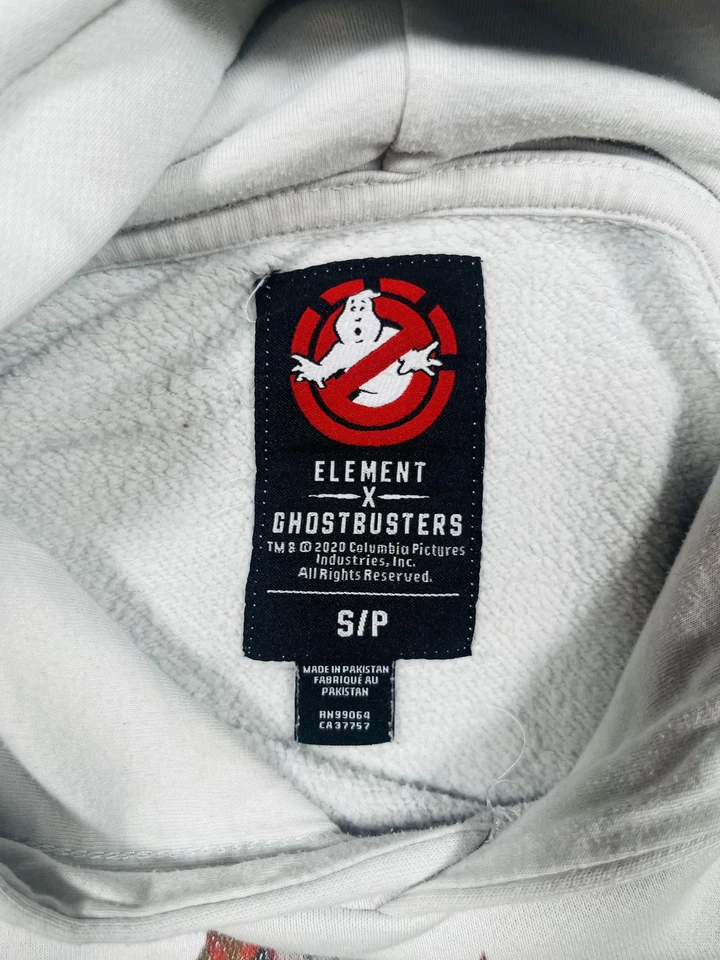 ELEMENT
X
GHOSTBUSTERS
TM & © 2020 Columbia Pictures
Industries, Inc.
All Rights Reserved.
S/P
MADE IN PAKISTAN
FABRIQUÉ AU
PAKISTAN
RN99064
CA37757